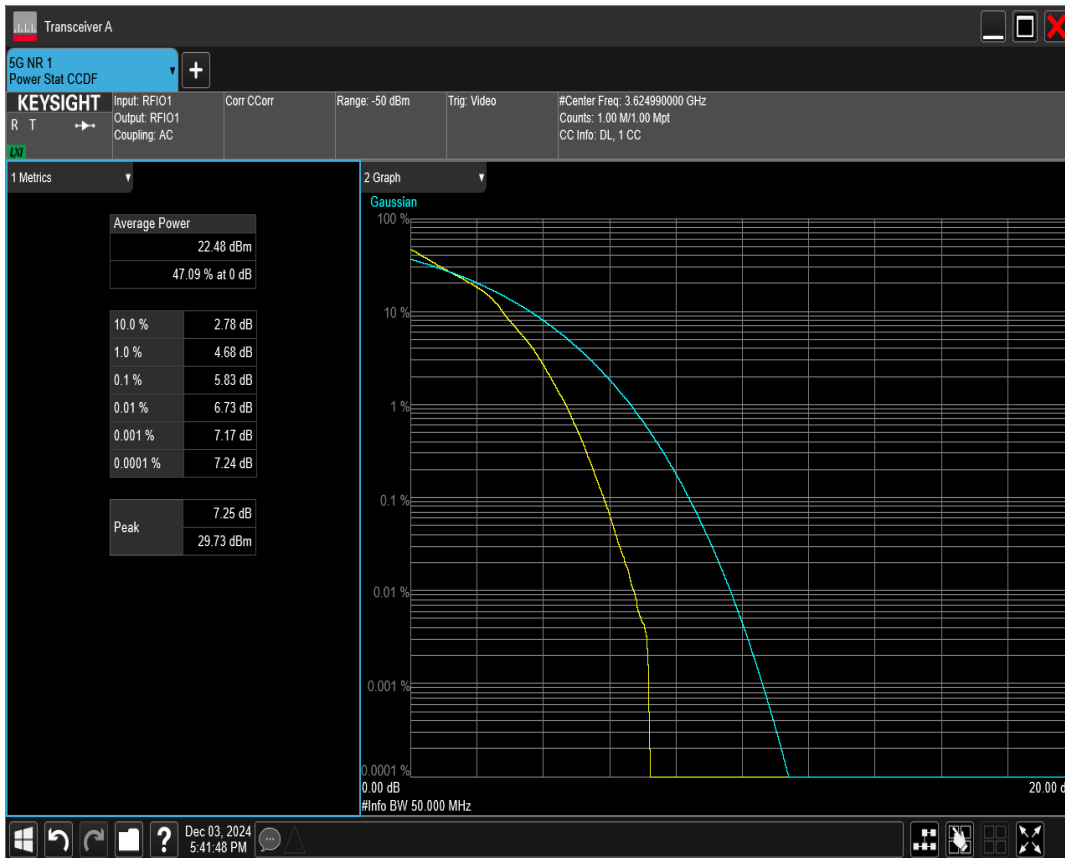 Transceiver A
5G NR 1
Power Stat CCDF
+
KEYSIGHT
R T
LXI
Input: RFIO1
Output: RFIO1
Coupling: AC
Corr CCorr
Range: -50 dBm
Trig: Video
#Center Freq: 3.624990000 GHz
Counts: 1.00 M/1.00 Mpt
CC Info: DL, 1 CC
1 Metrics
Average Power
22.48 dBm
47.09 % at 0 dB
10.0 % 2.78 dB
1.0 % 4.68 dB
0.1 % 5.83 dB
0.01 % 6.73 dB
0.001 % 7.17 dB
0.0001 % 7.24 dB
Peak 7.25 dB
29.73 dBm
2 Graph
Gaussian
100 %
10 %
1 %
0.1 %
0.01 %
0.001 %
0.0001 %
0.00 dB 20.00 d
#Info BW 50.000 MHz
? Dec 03, 2024
5:41:48 PM